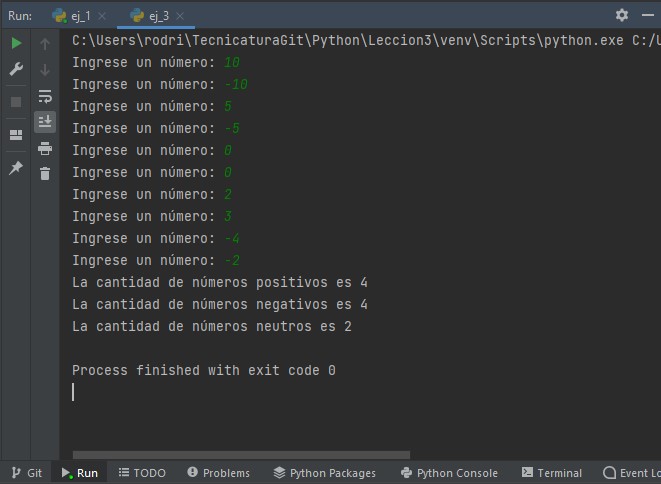 Run: ej_1 ej_3
C:\Users\rodri\TecnicaturaGit\Python\Leccion3\venv\Scripts\python.exe C:/
Ingrese un número: 10
Ingrese un número: -10
Ingrese un número: 5
Ingrese un número: -5
Ingrese un número: 0
Ingrese un número: 0
Ingrese un número: 2
Ingrese un número: 3
Ingrese un número: -4
Ingrese un número: -2
La cantidad de números positivos es 4
La cantidad de números negativos es 4
La cantidad de números neutros es 2
Process finished with exit code 0
Git Run TODO Problems Python Packages Python Console Terminal Event Lo